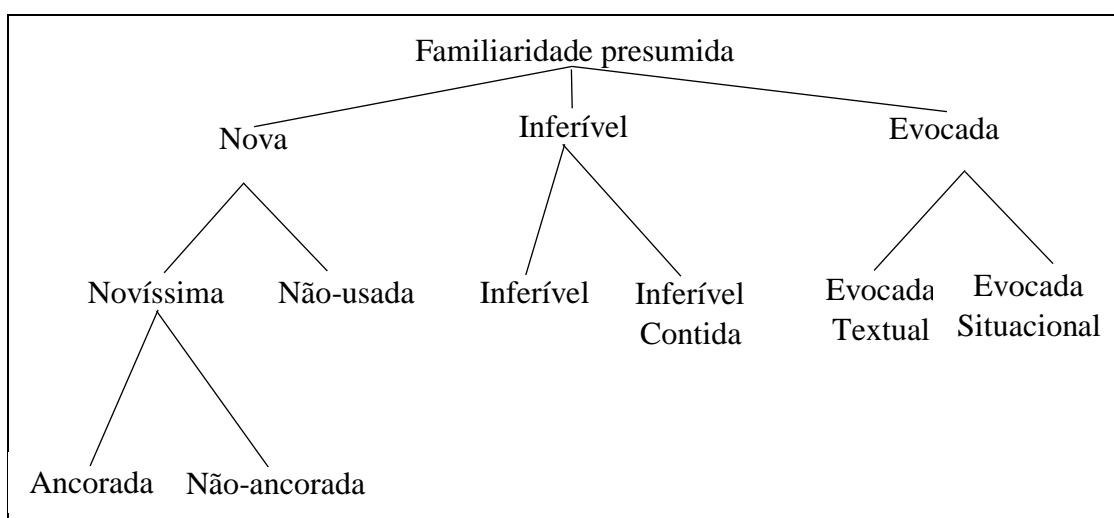 Familiaridade presumida
Nova
Inferível
Evocada
Novíssima
Não-usada
Inferível
Inferível
Contida
Evocada
Textual
Evocada
Situacional
Ancorada
Não-ancorada